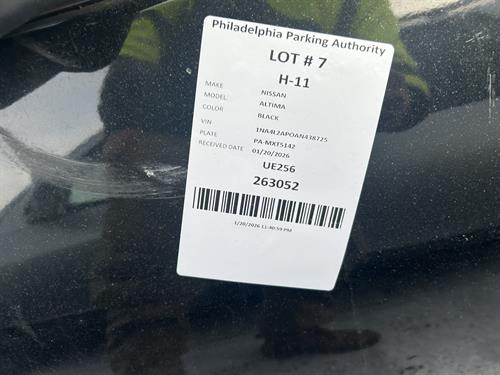 Philadelphia Parking Authority
LOT # 7
H-11
MAKE NISSAN
MODEL: ALTIMA
COLOR BLACK
VIN 1NA4L2APOAN438725
PLATE PA-MXT5142
RECEIVED DATE 01/20/2026
UE256
263052
1/20/2026 11:40:59 PM